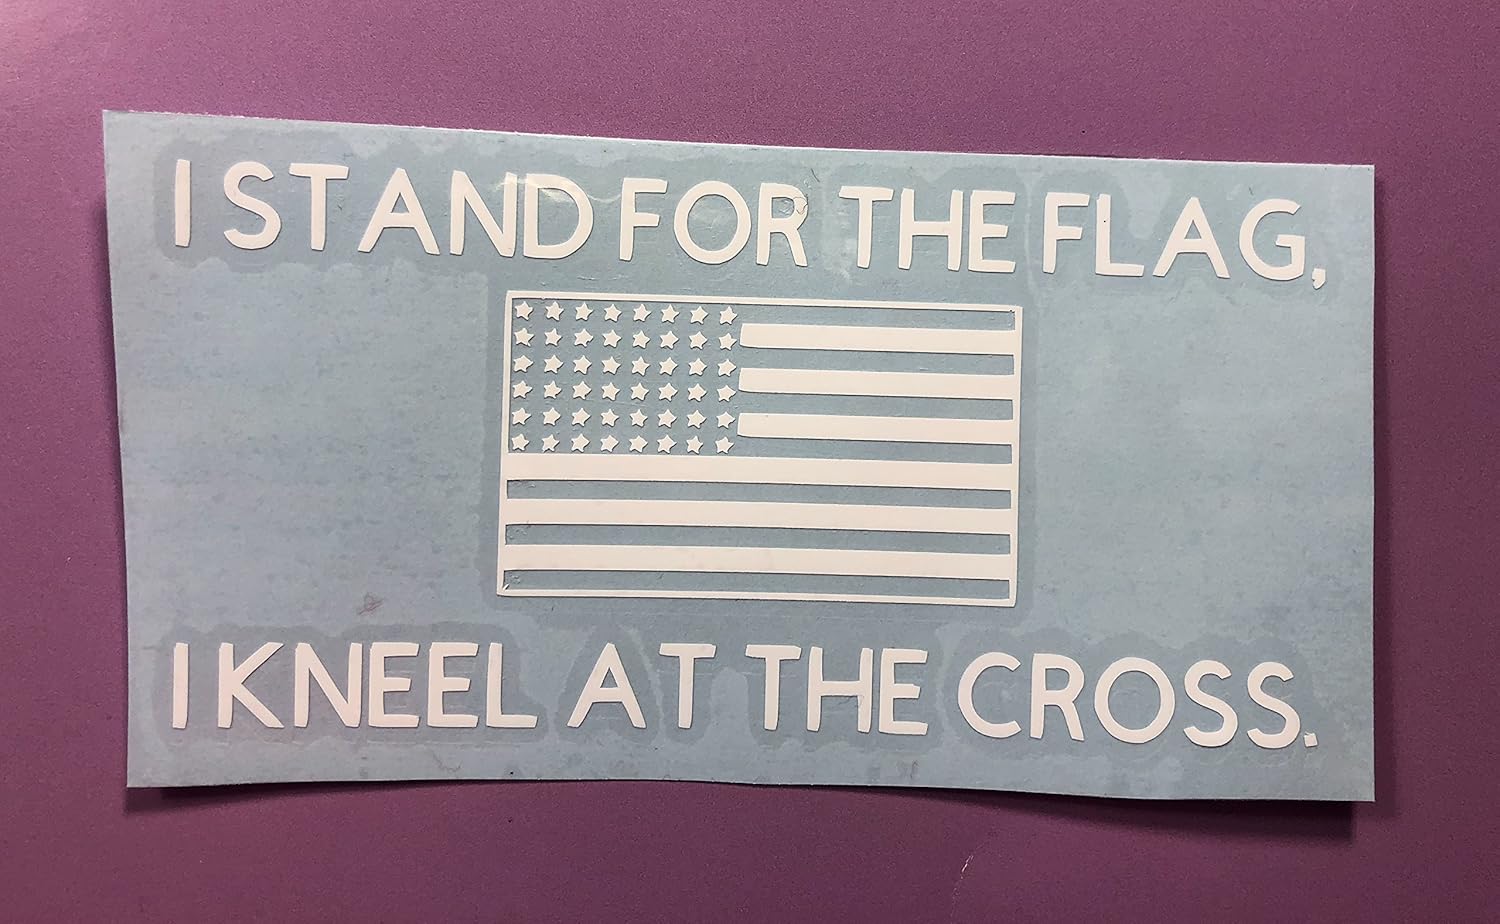 I STAND FOR THE FLAG,
I KNEEL AT THE CROSS.